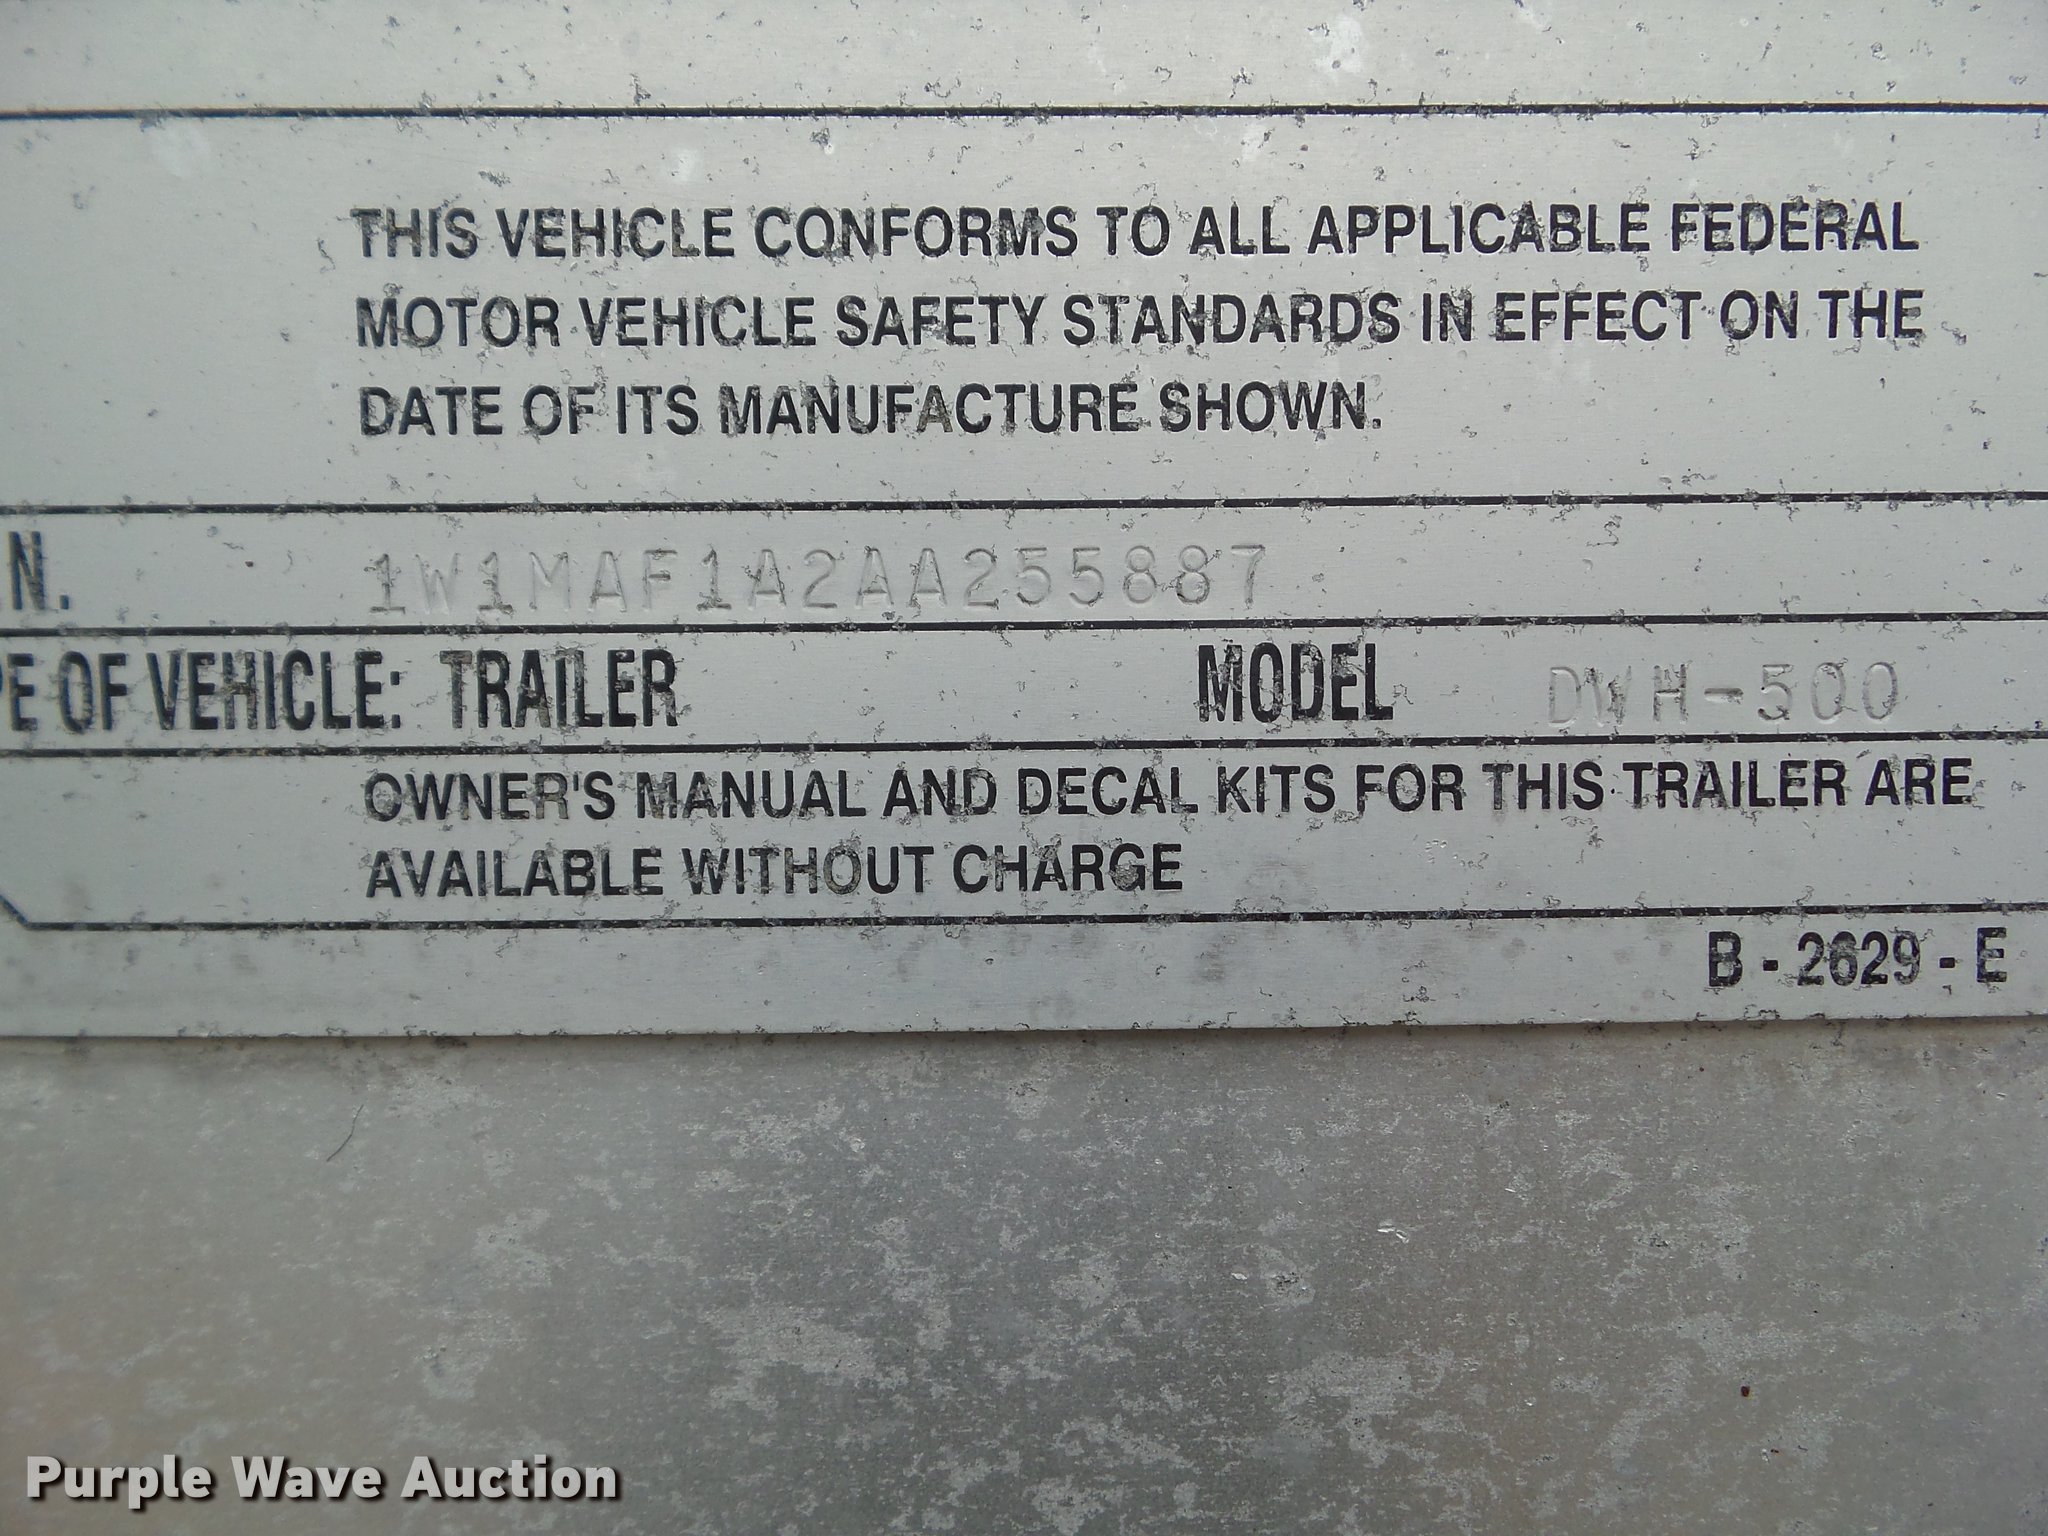 THIS VEHICLE CONFORMS TO ALL APPLICABLE FEDERAL
MOTOR VEHICLE SAFETY STANDARDS IN EFFECT ON THE
DATE OF ITS MANUFACTURE SHOWN.
.N. 1W1MAF1A2AA255887
PE OF VEHICLE: TRAILER MODEL DWH-500
OWNER'S MANUAL AND DECAL KITS FOR THIS TRAILER ARE
AVAILABLE WITHOUT CHARGE
B - 2629 - E
Purple Wave Auction